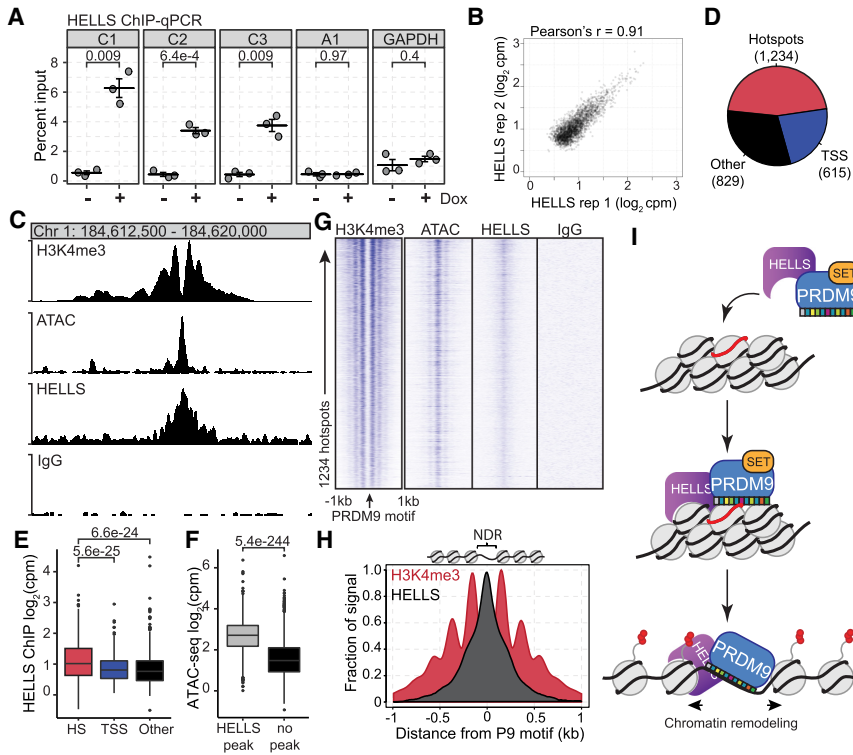 A
HELLS ChIP-qPCR
C1
C2
C3
A1
GAPDH
0.009
6.4e-4
0.009
0.97
0.4
Percent input
8
6
4
2
0
- + - + - + - + - + Dox
B
Pearson's r = 0.91
HELLS rep 2 (log2 cpm)
3
2
1
0
0 1 2 3
HELLS rep 1 (log2 cpm)
D
Hotspots
(1,234)
Other
(829)
TSS
(615)
C
Chr 1: 184,612,500 - 184,620,000
H3K4me3
ATAC
HELLS
IgG
G
H3K4me3
ATAC
HELLS
IgG
1234 hotspots
-1kb
1kb
PRDM9 motif
I
HELLS
SET
PRDM9
SET
HELLS
PRDM9
HELLS
PRDM9
Chromatin remodeling
E
6.6e-24
5.6e-25
HELLS ChIP log2(cpm)
4
2
0
HS
TSS
Other
F
5.4e-244
ATAC-seq log2(cpm)
6
4
2
0
HELLS
peak
no
peak
H
NDR
H3K4me3
HELLS
Fraction of signal
1.0
0.8
0.6
0.4
0.2
0
-1 -0.5 0 0.5 1
Distance from P9 motif (kb)